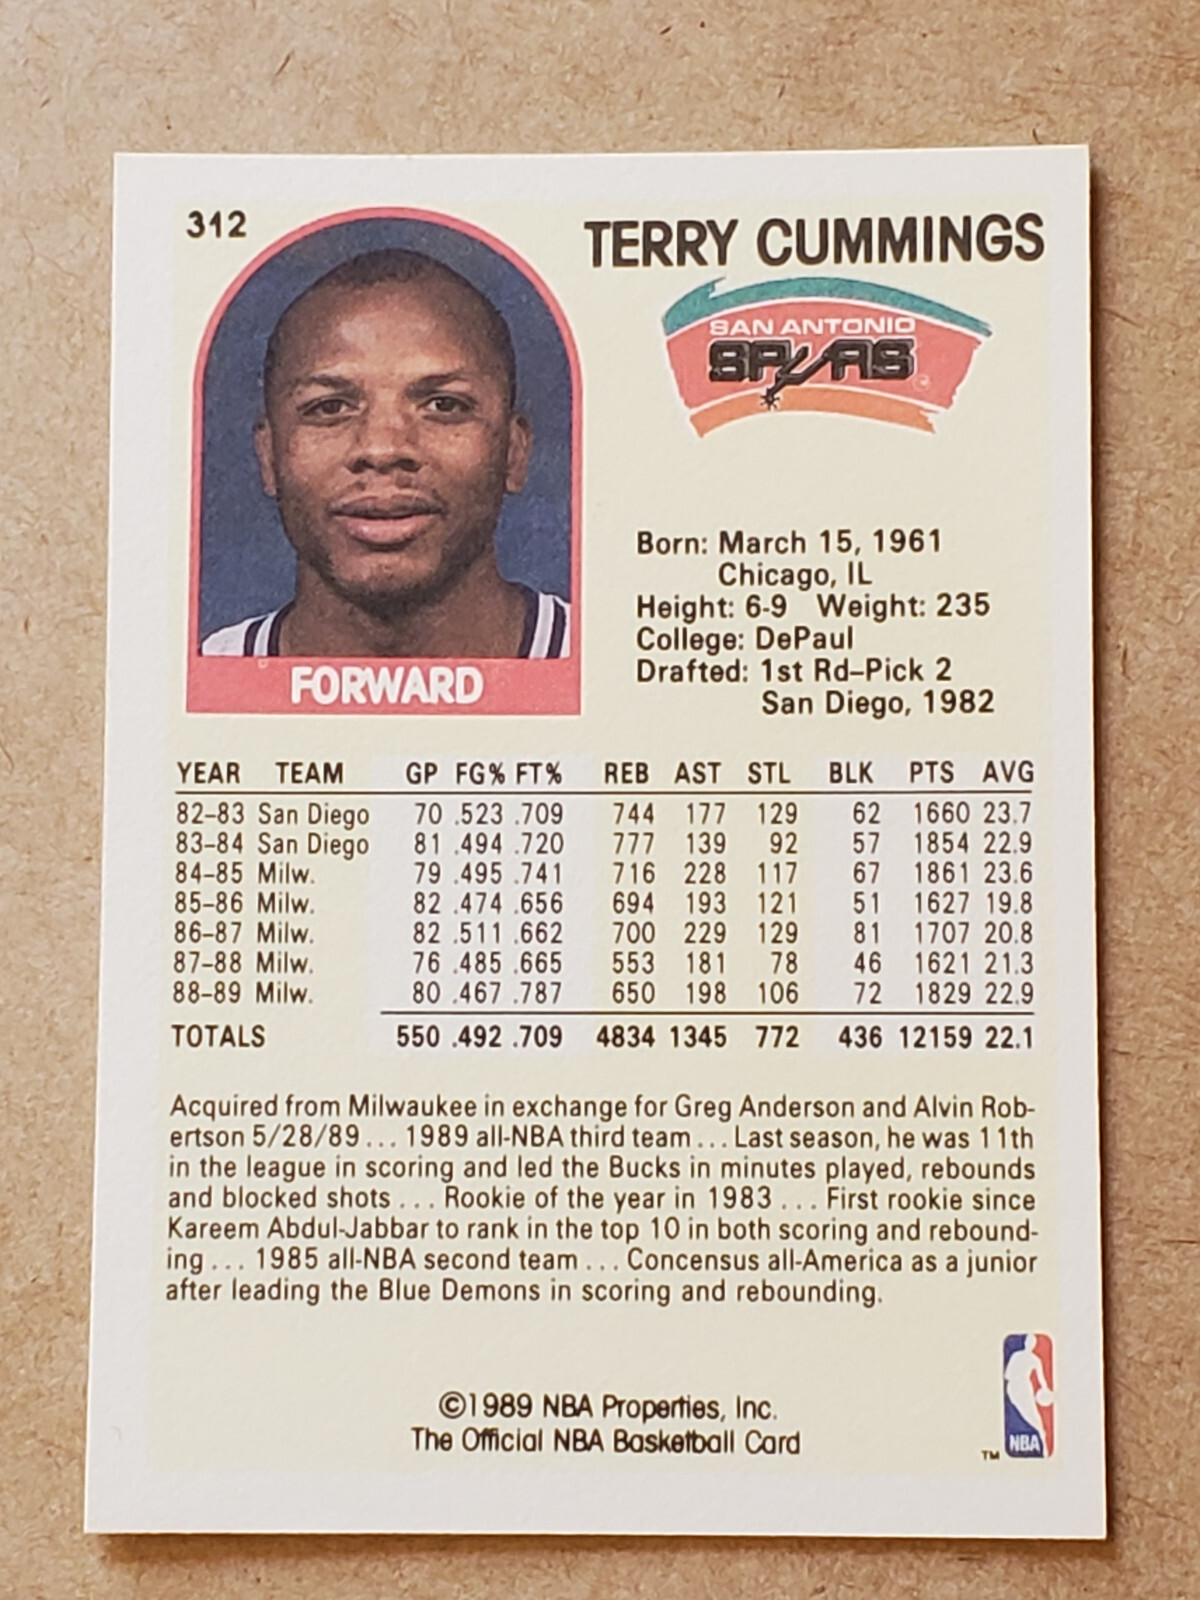 312
TERRY CUMMINGS
SAN ANTONIO
SPURS
FORWARD
Born: March 15, 1961
Chicago, IL
Height: 6-9 Weight: 235
College: DePaul
Drafted: 1st Rd–Pick 2
San Diego, 1982
YEAR TEAM GP FG% FT% REB AST STL BLK PTS AVG
82–83 San Diego 70 .523 .709 744 177 129 62 1660 23.7
83–84 San Diego 81 .494 .720 777 139 92 57 1854 22.9
84–85 Milw. 79 .495 .741 716 228 117 67 1861 23.6
85–86 Milw. 82 .474 .656 694 193 121 51 1627 19.8
86–87 Milw. 82 .511 .662 700 229 129 81 1707 20.8
87–88 Milw. 76 .485 .665 553 181 78 46 1621 21.3
88–89 Milw. 80 .467 .787 650 198 106 72 1829 22.9
TOTALS 550 .492 .709 4834 1345 772 436 12159 22.1
Acquired from Milwaukee in exchange for Greg Anderson and Alvin Rob-
ertson 5/28/89 ... 1989 all-NBA third team ... Last season, he was 11th
in the league in scoring and led the Bucks in minutes played, rebounds
and blocked shots ... Rookie of the year in 1983 ... First rookie since
Kareem Abdul-Jabbar to rank in the top 10 in both scoring and rebound-
ing ... 1985 all-NBA second team ... Concensus all-America as a junior
after leading the Blue Demons in scoring and rebounding.
©1989 NBA Properties, Inc.
The Official NBA Basketball Card
NBA
TM